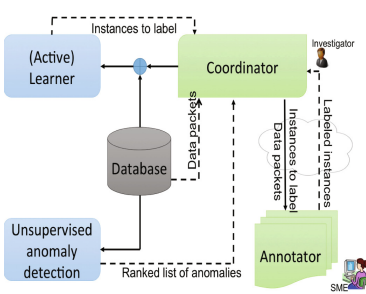 Instances to label
(Active)
Learner
Coordinator
Investigator
Data packets
Instances to label
Data packets
Labeled instances
Database
Unsupervised
anomaly
detection
Ranked list of anomalies
Annotator
SME